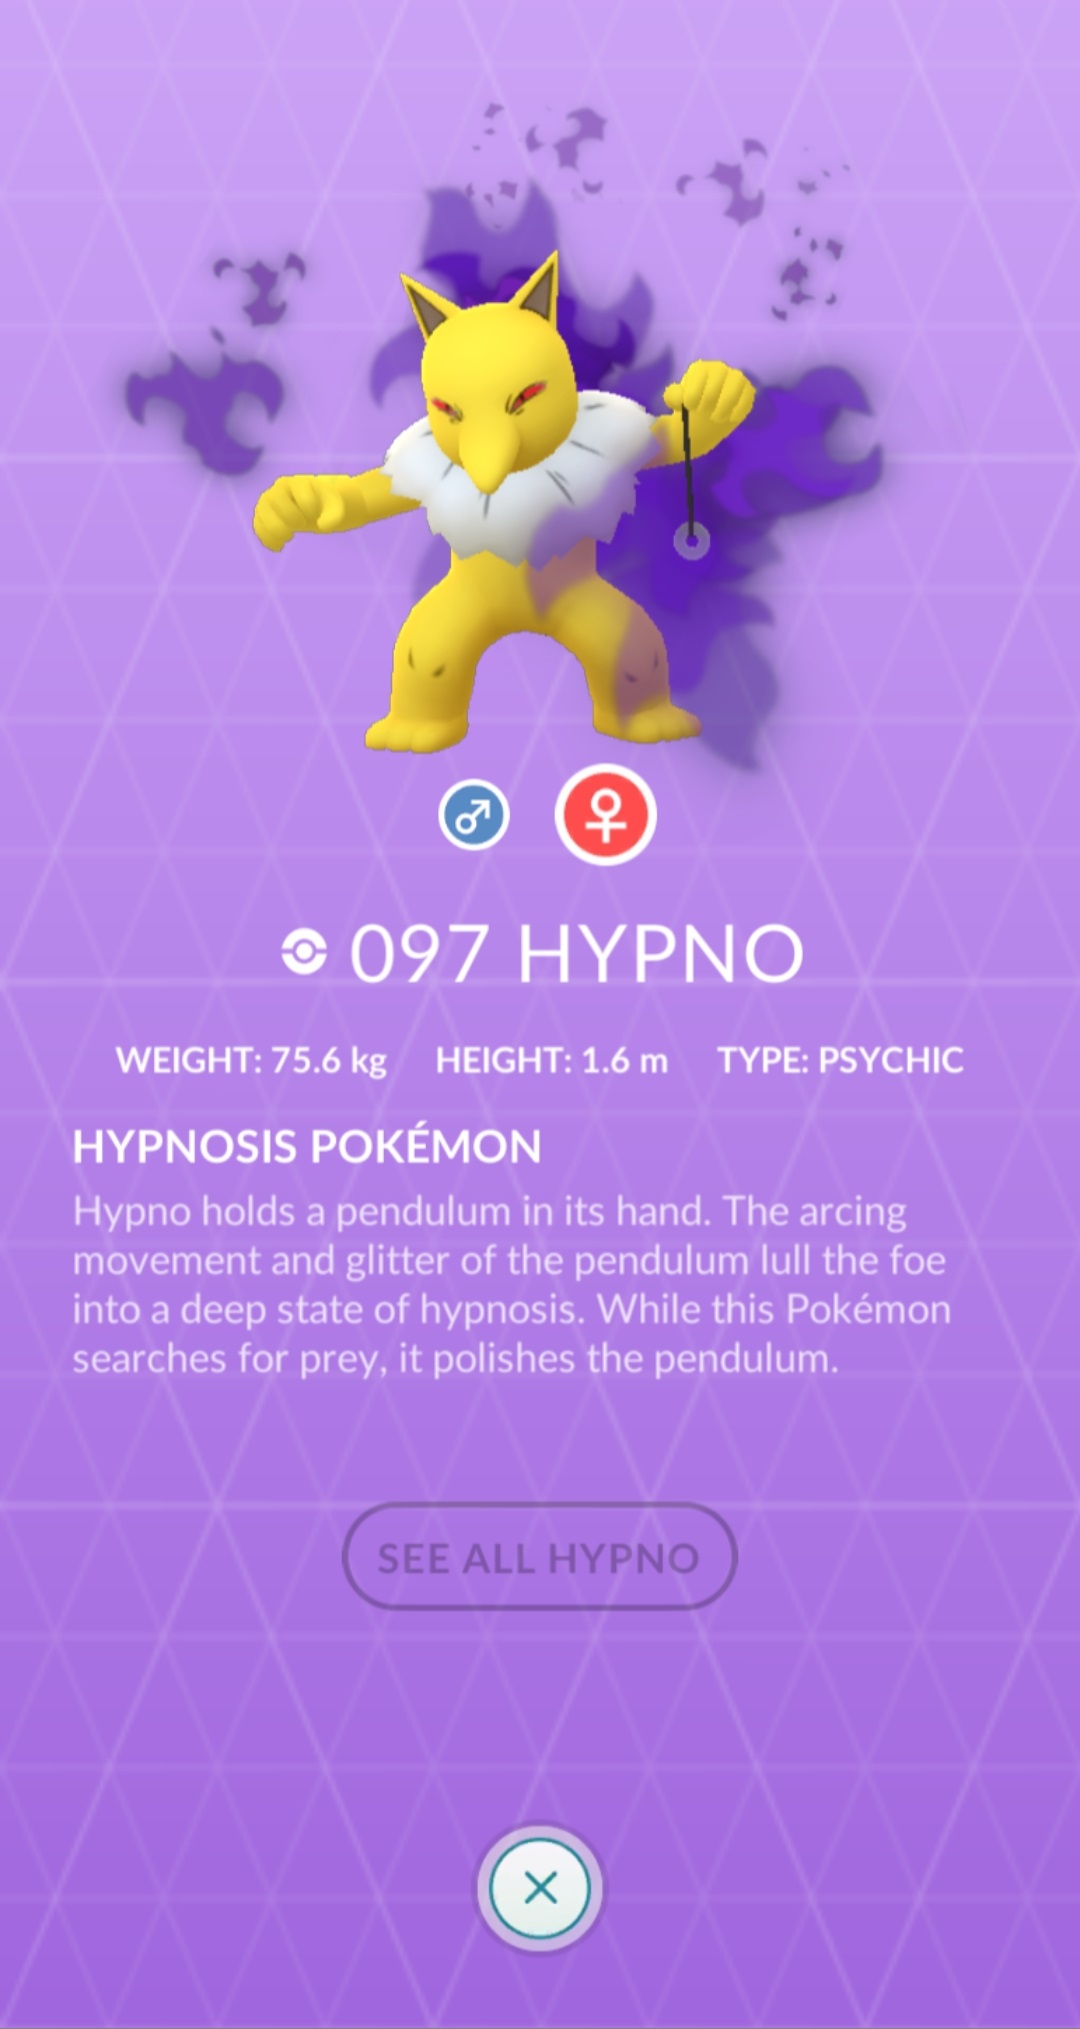 097 HYPNO
WEIGHT: 75.6 kg HEIGHT: 1.6 m TYPE: PSYCHIC
HYPNOSIS POKÉMON
Hypno holds a pendulum in its hand. The arcing
movement and glitter of the pendulum lull the foe
into a deep state of hypnosis. While this Pokémon
searches for prey, it polishes the pendulum.
SEE ALL HYPNO